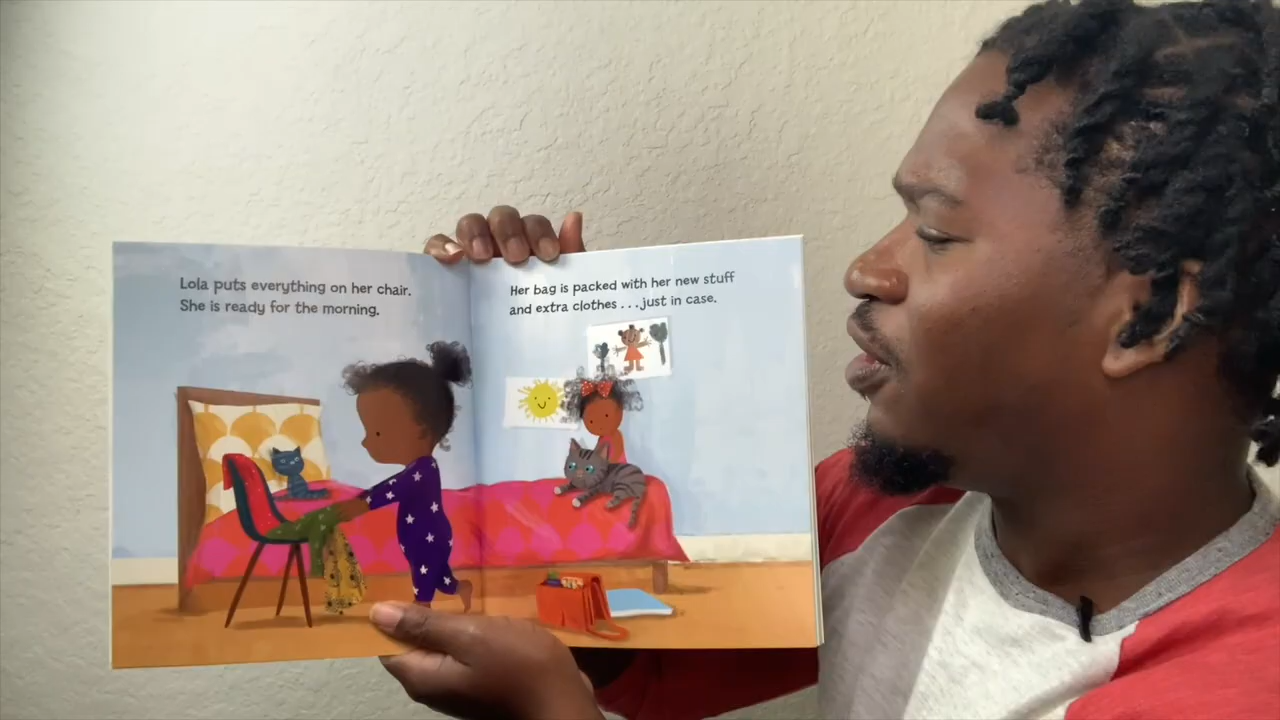 Lola puts everything on her chair.
She is ready for the morning.
Her bag is packed with her new stuff
and extra clothes . . . just in case.